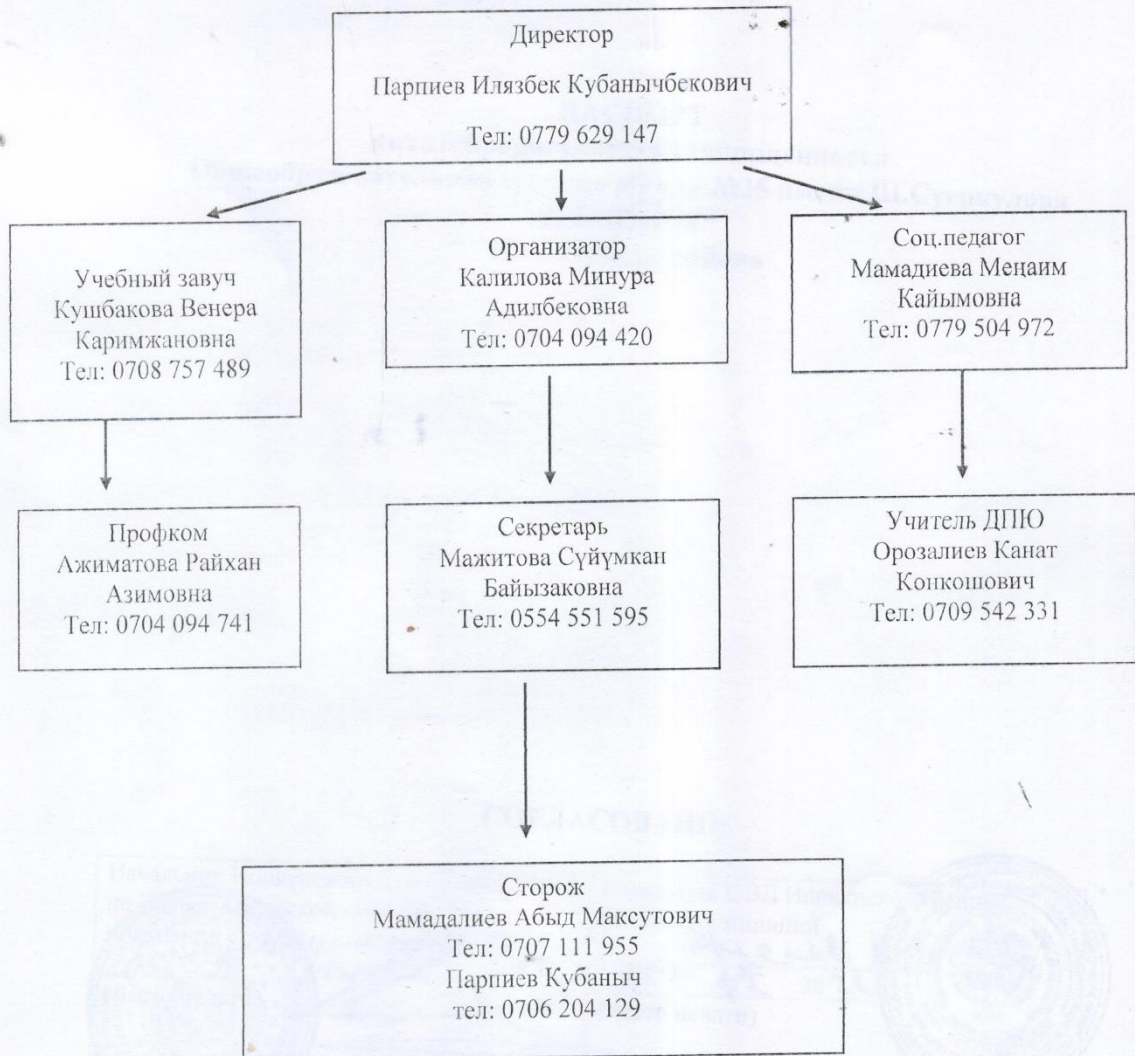 Директор
Парпиев Илязбек Кубанычбекович
Тел: 0779 629 147
Учебный завуч
Кушбакова Венера
Каримжановна
Тел: 0708 757 489
Организатор
Калилова Минура
Адилбековна
Тел: 0704 094 420
Соц.педагог
Мамадиева Меңаим
Кайымовна
Тел: 0779 504 972
Профком
Ажиматова Райхан
Азимовна
Тел: 0704 094 741
Секретарь
Мажитова Сүйүмкан
Байызаковна
Тел: 0554 551 595
Учитель ДПЮ
Орозалиев Канат
Конкошович
Тел: 0709 542 331
Сторож
Мамадалиев Абыд Максутович
Тел: 0707 111 955
Парпиев Кубаныч
тел: 0706 204 129